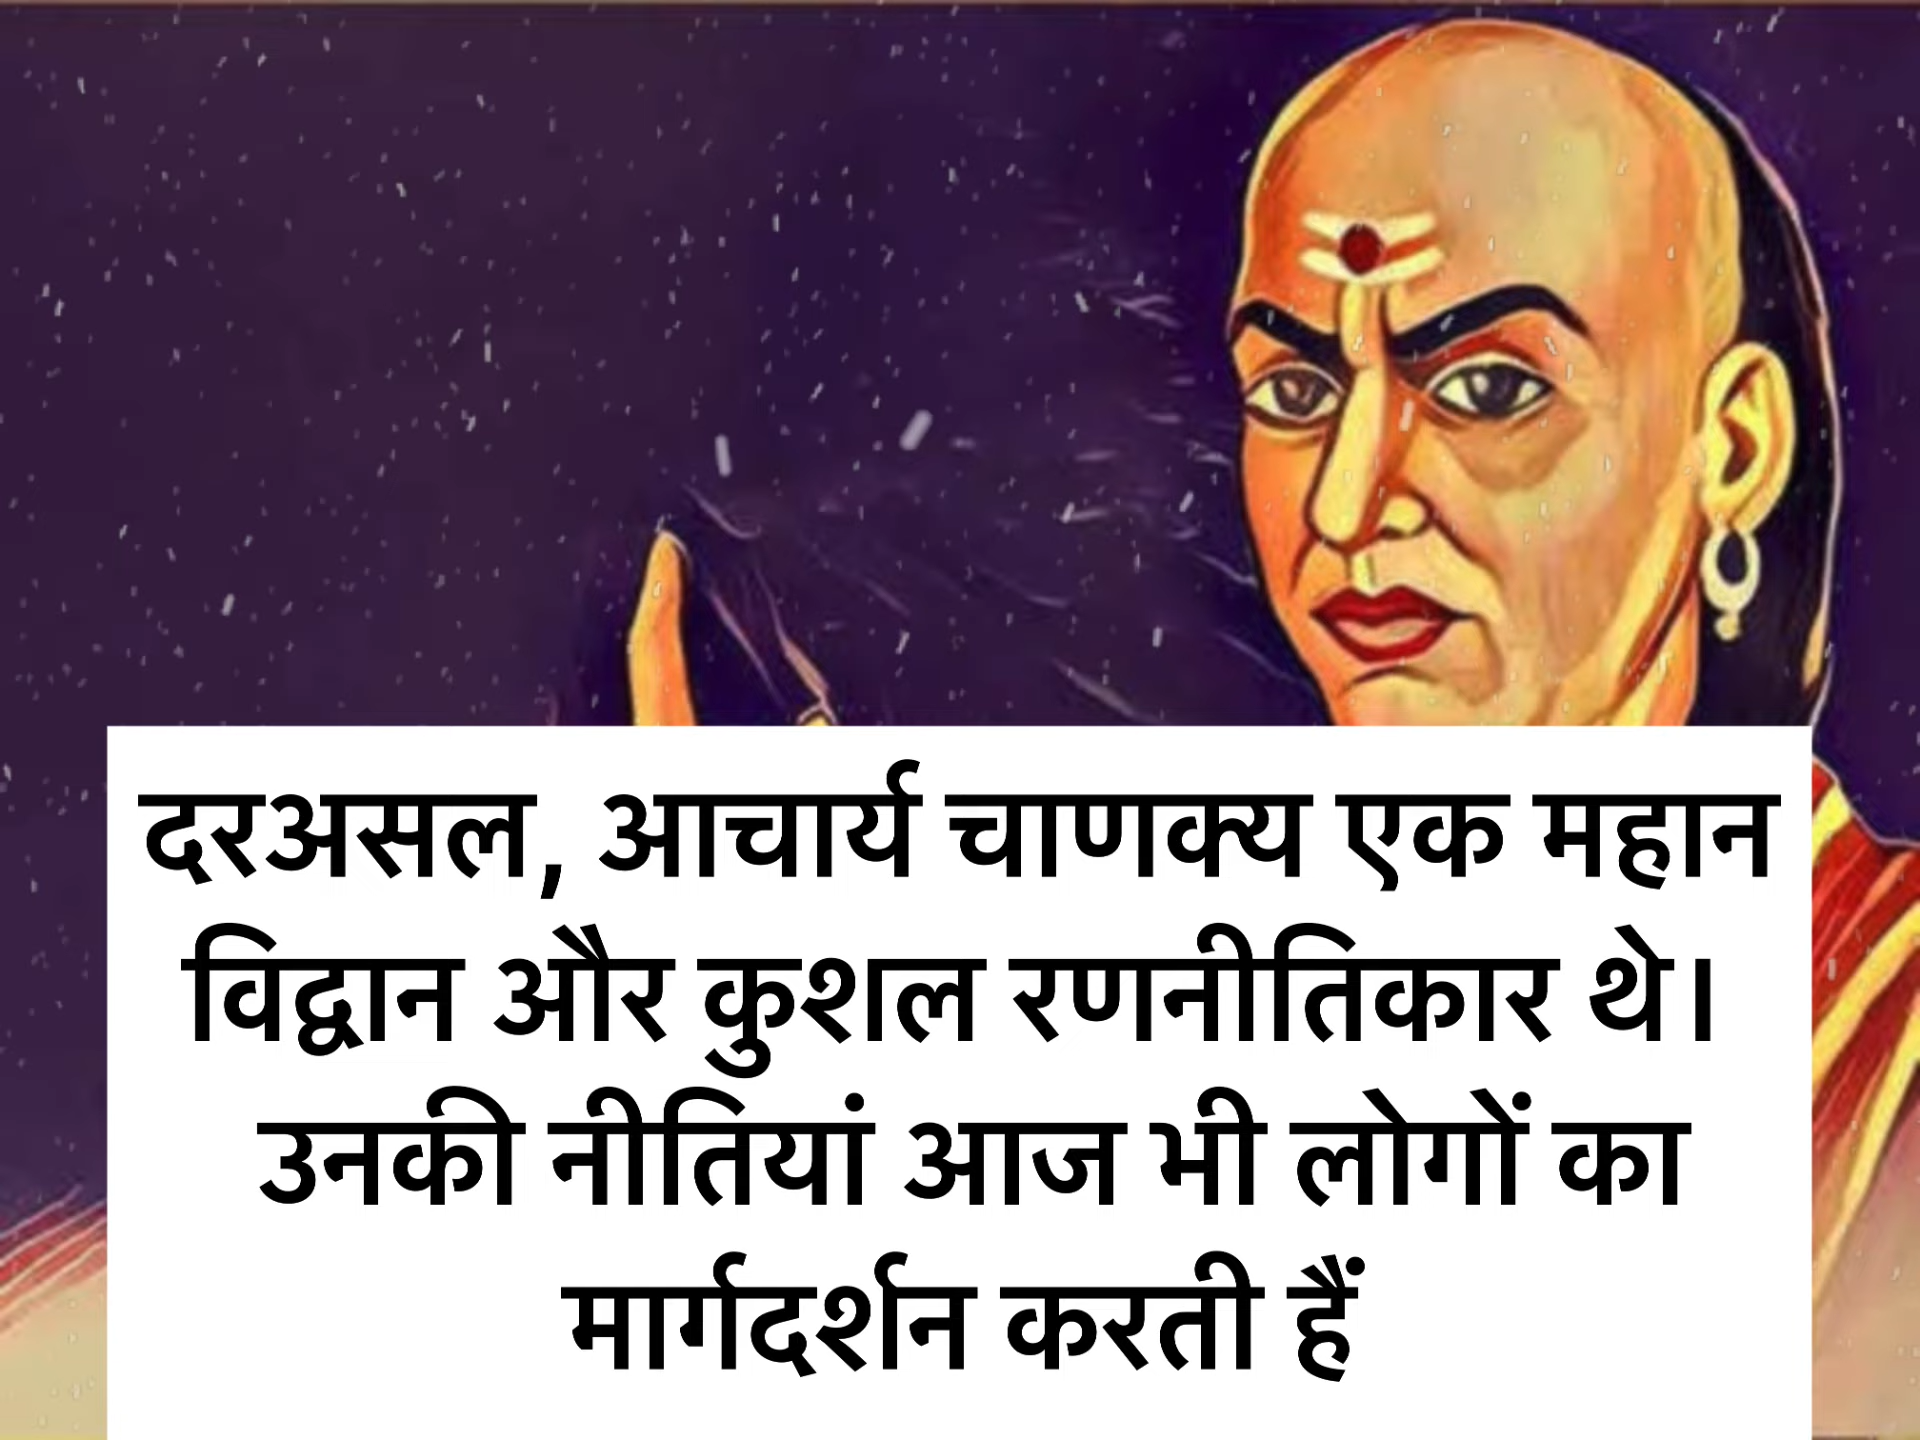 दरअसल, आचार्य चाणक्य एक महान
विद्वान और कुशल रणनीतिकार थे।
उनकी नीतियां आज भी लोगों का
मार्गदर्शन करती हैं